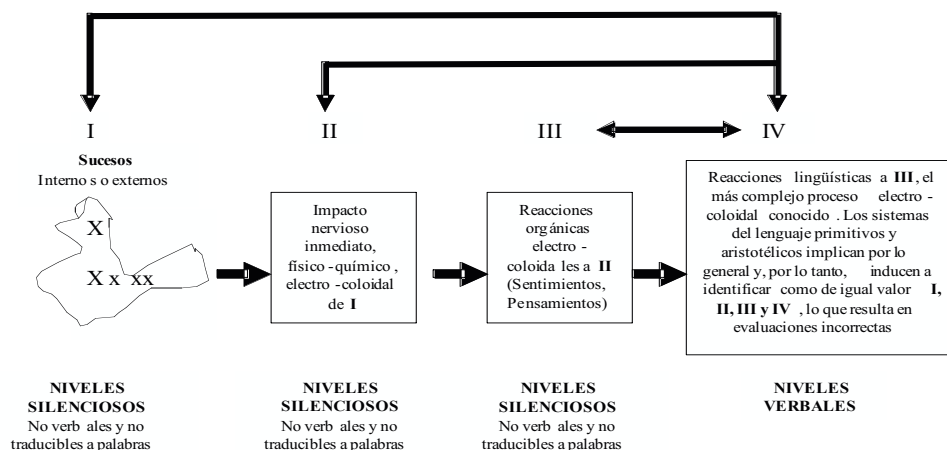 I
II
III
IV
Sucesos
Interno s o externos
X
X x xx
Impacto
nervioso
inmediato,
físico -químico ,
electro -coloidal
de I
Reacciones
orgánicas
electro -
coloida les a II
(Sentimientos,
Pensamientos)
Reacciones lingüísticas a III, el
más complejo proceso electro -
coloidal conocido . Los sistemas
del lenguaje primitivos y
aristotélicos implican por lo
general y, por lo tanto, inducen a
identificar como de igual valor I,
II, III y IV , lo que resulta en
evaluaciones incorrectas
NIVELES
SILENCIOSOS
No verb ales y no
traducibles a palabras
NIVELES
SILENCIOSOS
No verb ales y no
traducibles a palabras
NIVELES
SILENCIOSOS
No verb ales y no
traducibles a palabras
NIVELES
VERBALES